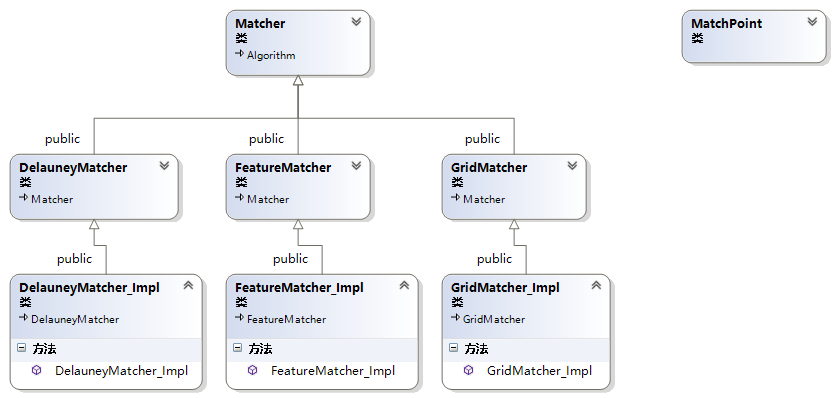 Matcher
类
Algorithm
MatchPoint
类
public
public
public
DelauneyMatcher
类
Matcher
FeatureMatcher
类
Matcher
GridMatcher
类
Matcher
public
public
public
DelauneyMatcher_Impl
类
DelauneyMatcher
方法
DelauneyMatcher_Impl
FeatureMatcher_Impl
类
FeatureMatcher
方法
FeatureMatcher_Impl
GridMatcher_Impl
类
GridMatcher
方法
GridMatcher_Impl